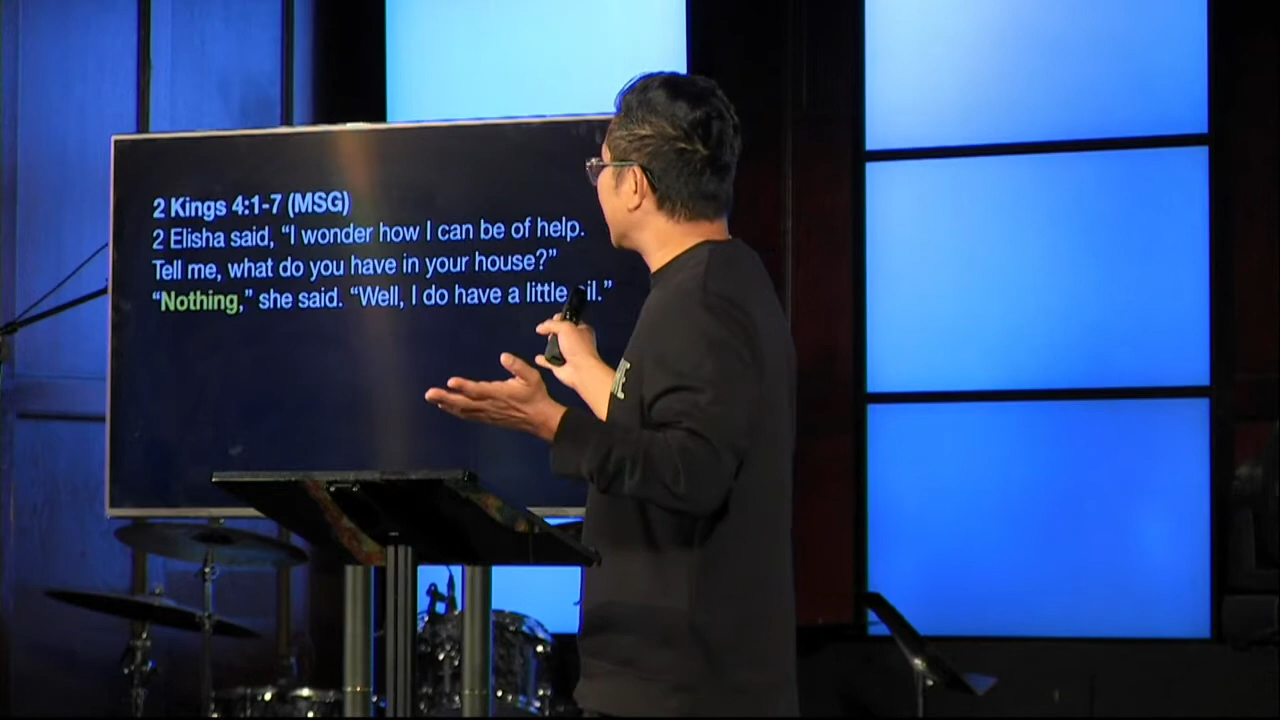 2 Kings 4:1-7 (MSG)
2 Elisha said, “I wonder how I can be of help.
Tell me, what do you have in your house?”
“Nothing,” she said. “Well, I do have a little oil.”